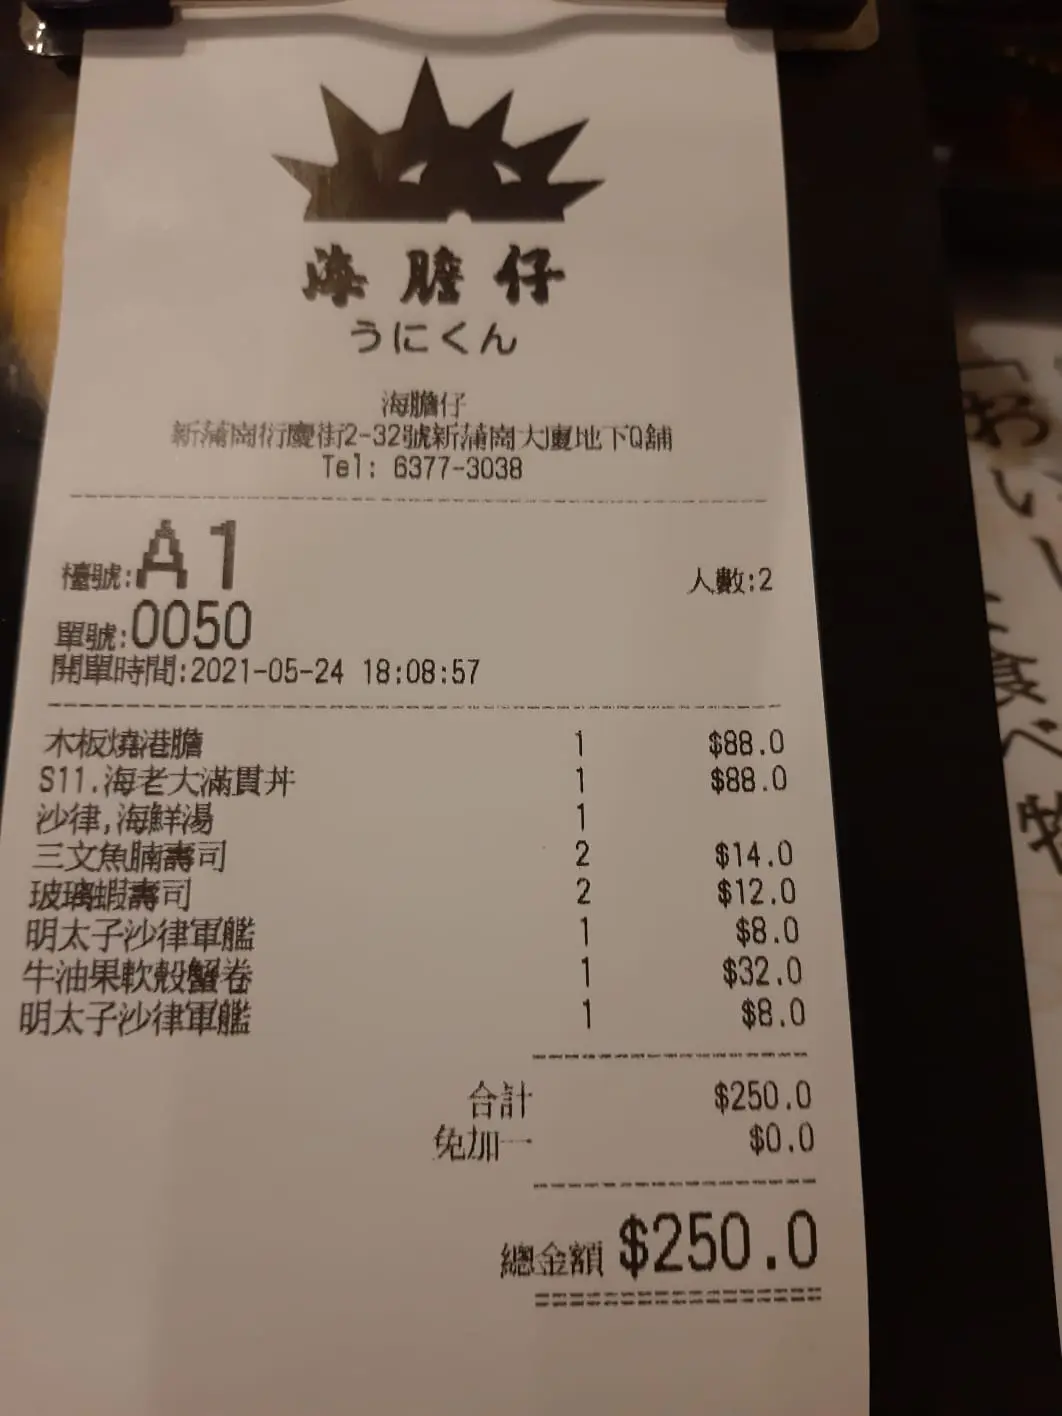 海膽仔
うにくん
海膽仔
新蒲崗衍慶街2-32號新蒲崗大廈地下Q舖
Tel: 6377-3038
檯號:A1 人數:2
單號:0050
開單時間:2021-05-24 18:08:57
木板燒港膽 1 $88.0
S11.海老大滿貫丼 1 $88.0
沙律,海鮮湯 1
三文魚腩壽司 2 $14.0
玻璃蝦壽司 2 $12.0
明太子沙律軍艦 1 $8.0
牛油果軟殼蟹卷 1 $32.0
明太子沙律軍艦 1 $8.0
合計 $250.0
免加一 $0.0
總金額 $250.0
「おいし
食べ物